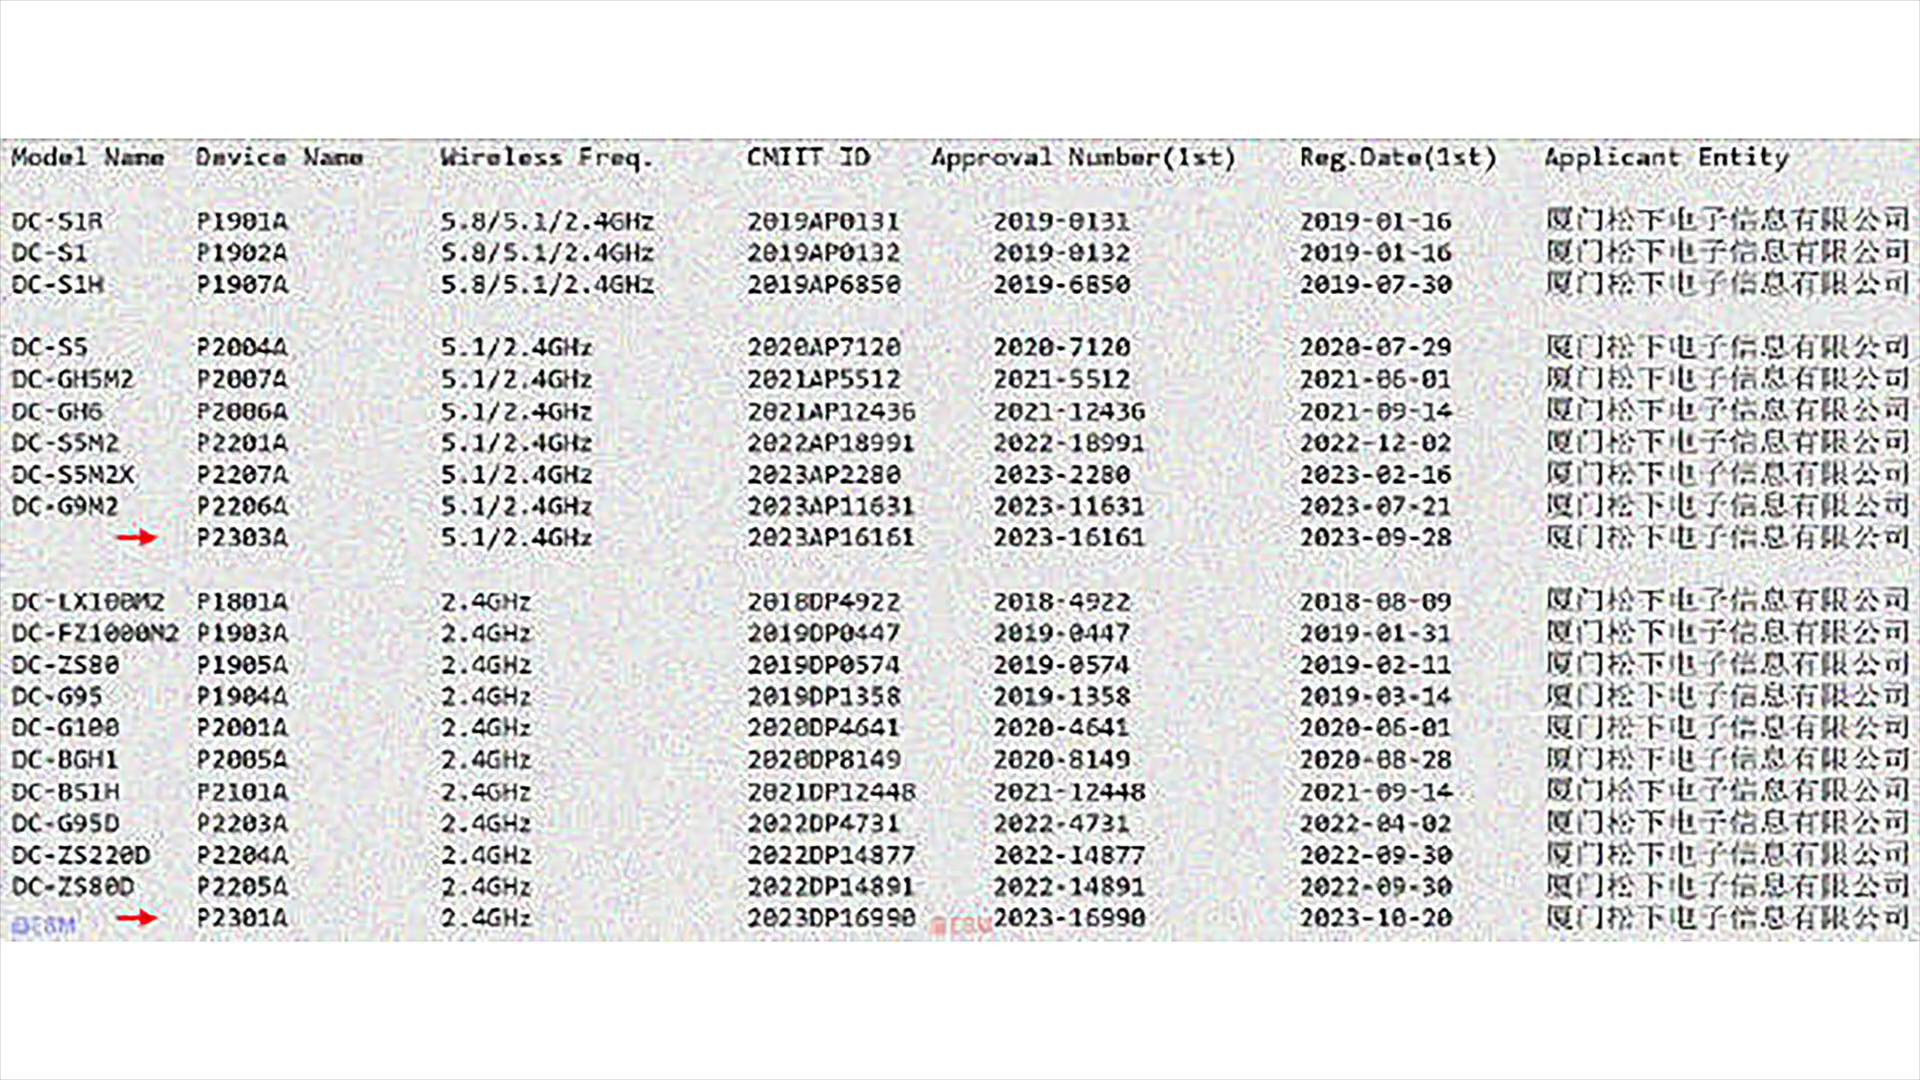 Model Name Device Name Wireless Freq. CMIIT ID Approval Number(1st) Reg.Date(1st) Applicant Entity
DC-S1R P1901A 5.8/5.1/2.4GHz 2019AP0131 2019-0131 2019-01-16 厦门松下电子信息有限公司
DC-S1 P1902A 5.8/5.1/2.4GHz 2019AP0132 2019-0132 2019-01-16 厦门松下电子信息有限公司
DC-S1H P1907A 5.8/5.1/2.4GHz 2019AP6850 2019-6850 2019-07-30 厦门松下电子信息有限公司
DC-S5 P2004A 5.1/2.4GHz 2020AP7120 2020-7120 2020-07-29 厦门松下电子信息有限公司
DC-GH5M2 P2007A 5.1/2.4GHz 2021AP5512 2021-5512 2021-06-01 厦门松下电子信息有限公司
DC-GH6 P2006A 5.1/2.4GHz 2021AP12436 2021-12436 2021-09-14 厦门松下电子信息有限公司
DC-S5M2 P2201A 5.1/2.4GHz 2022AP18991 2022-18991 2022-12-02 厦门松下电子信息有限公司
DC-S5M2X P2207A 5.1/2.4GHz 2023AP2280 2023-2280 2023-02-16 厦门松下电子信息有限公司
DC-G9M2 P2206A 5.1/2.4GHz 2023AP11631 2023-11631 2023-07-21 厦门松下电子信息有限公司
P2303A 5.1/2.4GHz 2023AP16161 2023-16161 2023-09-28 厦门松下电子信息有限公司
DC-LX100M2 P1801A 2.4GHz 2018DP4922 2018-4922 2018-08-09 厦门松下电子信息有限公司
DC-FZ1000M2 P1903A 2.4GHz 2019DP0447 2019-0447 2019-01-31 厦门松下电子信息有限公司
DC-ZS80 P1905A 2.4GHz 2019DP0574 2019-0574 2019-02-11 厦门松下电子信息有限公司
DC-G95 P1904A 2.4GHz 2019DP1358 2019-1358 2019-03-14 厦门松下电子信息有限公司
DC-G100 P2001A 2.4GHz 2020DP4641 2020-4641 2020-06-01 厦门松下电子信息有限公司
DC-BGH1 P2005A 2.4GHz 2020DP8149 2020-8149 2020-08-28 厦门松下电子信息有限公司
DC-BS1H P2101A 2.4GHz 2021DP12448 2021-12448 2021-09-14 厦门松下电子信息有限公司
DC-G95D P2203A 2.4GHz 2022DP4731 2022-4731 2022-04-02 厦门松下电子信息有限公司
DC-ZS220D P2204A 2.4GHz 2022DP14877 2022-14877 2022-09-30 厦门松下电子信息有限公司
DC-ZS80D P2205A 2.4GHz 2022DP14891 2022-14891 2022-09-30 厦门松下电子信息有限公司
P2301A 2.4GHz 2023DP16990 2023-16990 2023-10-20 厦门松下电子信息有限公司